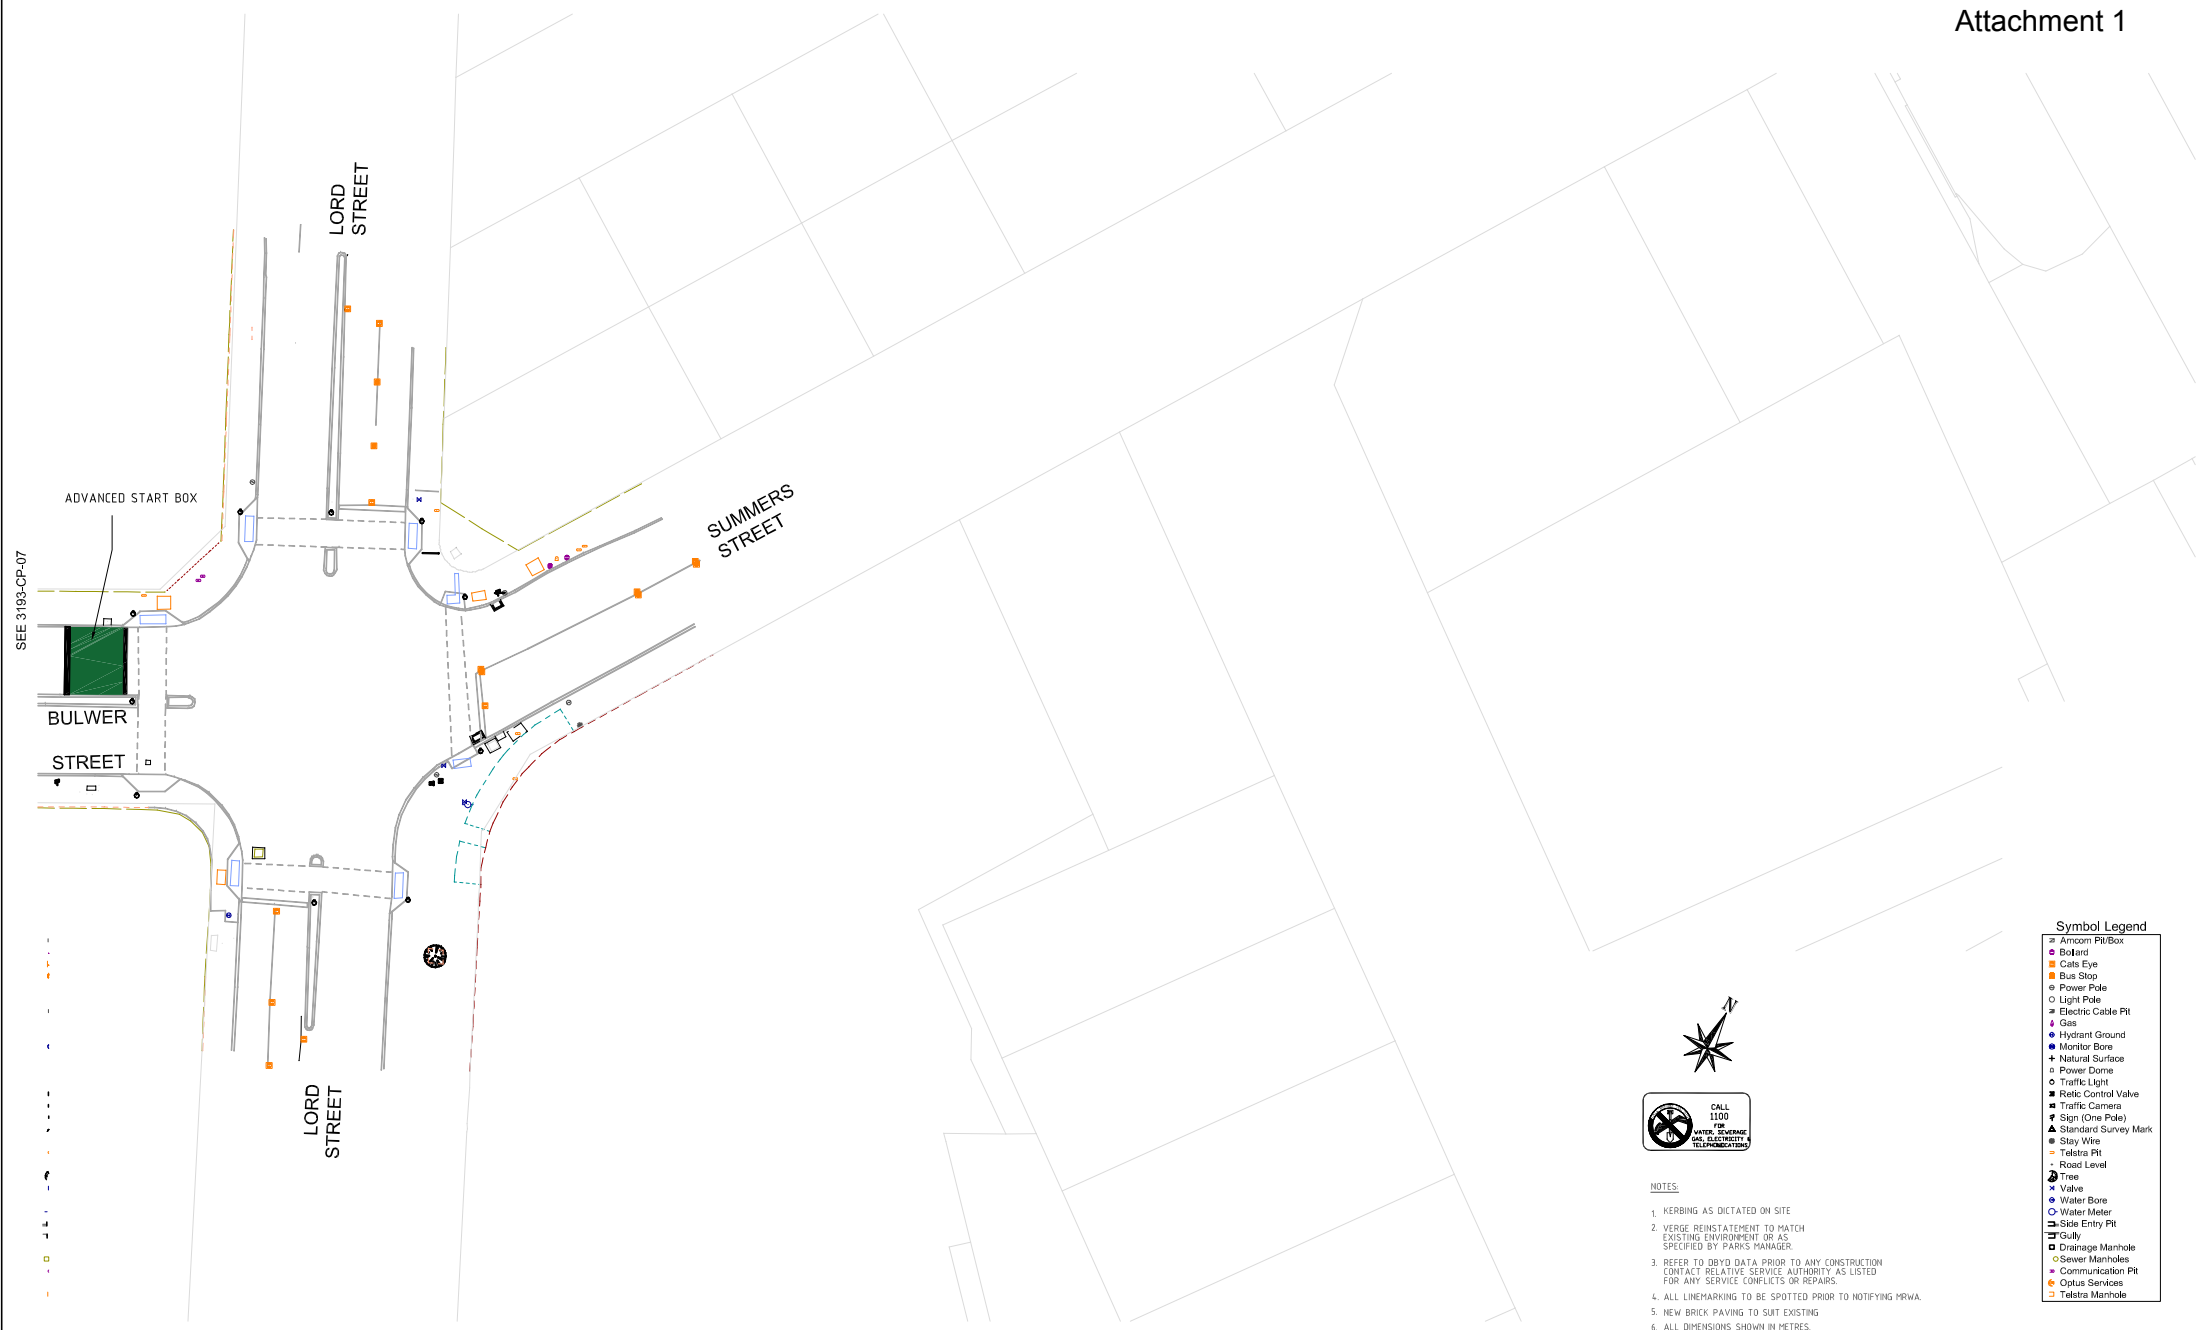 Attachment 1
LORD
STREET
ADVANCED START BOX
SUMMERS
STREET
SEE 3193-CP-07
BULWER
STREET
LORD
STREET
N
CALL
1100
FOR
WATER, SEWERAGE
GAS, ELECTRICITY &
TELEPHONECATIONS
NOTES:
1. KERBING AS DICTATED ON SITE
2. VERGE REINSTATEMENT TO MATCH
EXISTING ENVIRONMENT OR AS
SPECIFIED BY PARKS MANAGER.
3. REFER TO DBYD DATA PRIOR TO ANY CONSTRUCTION
CONTACT RELATIVE SERVICE AUTHORITY AS LISTED
FOR ANY SERVICE CONFLICTS OR REPAIRS.
4. ALL LINEMARKING TO BE SPOTTED PRIOR TO NOTIFYING MRWA.
5. NEW BRICK PAVING TO SUIT EXISTING
6. ALL DIMENSIONS SHOWN IN METRES.
Symbol Legend
Amcom Pit/Box
Bollard
Cats Eye
Bus Stop
Power Pole
Light Pole
Electric Cable Pit
Gas
Hydrant Ground
Monitor Bore
Natural Surface
Power Dome
Traffic Light
Retic Control Valve
Traffic Camera
Sign (One Pole)
Standard Survey Mark
Stay Wire
Telstra Pit
Road Level
Tree
Valve
Water Bore
Water Meter
Side Entry Pit
Gully
Drainage Manhole
Sewer Manholes
Communication Pit
Optus Services
Telstra Manhole